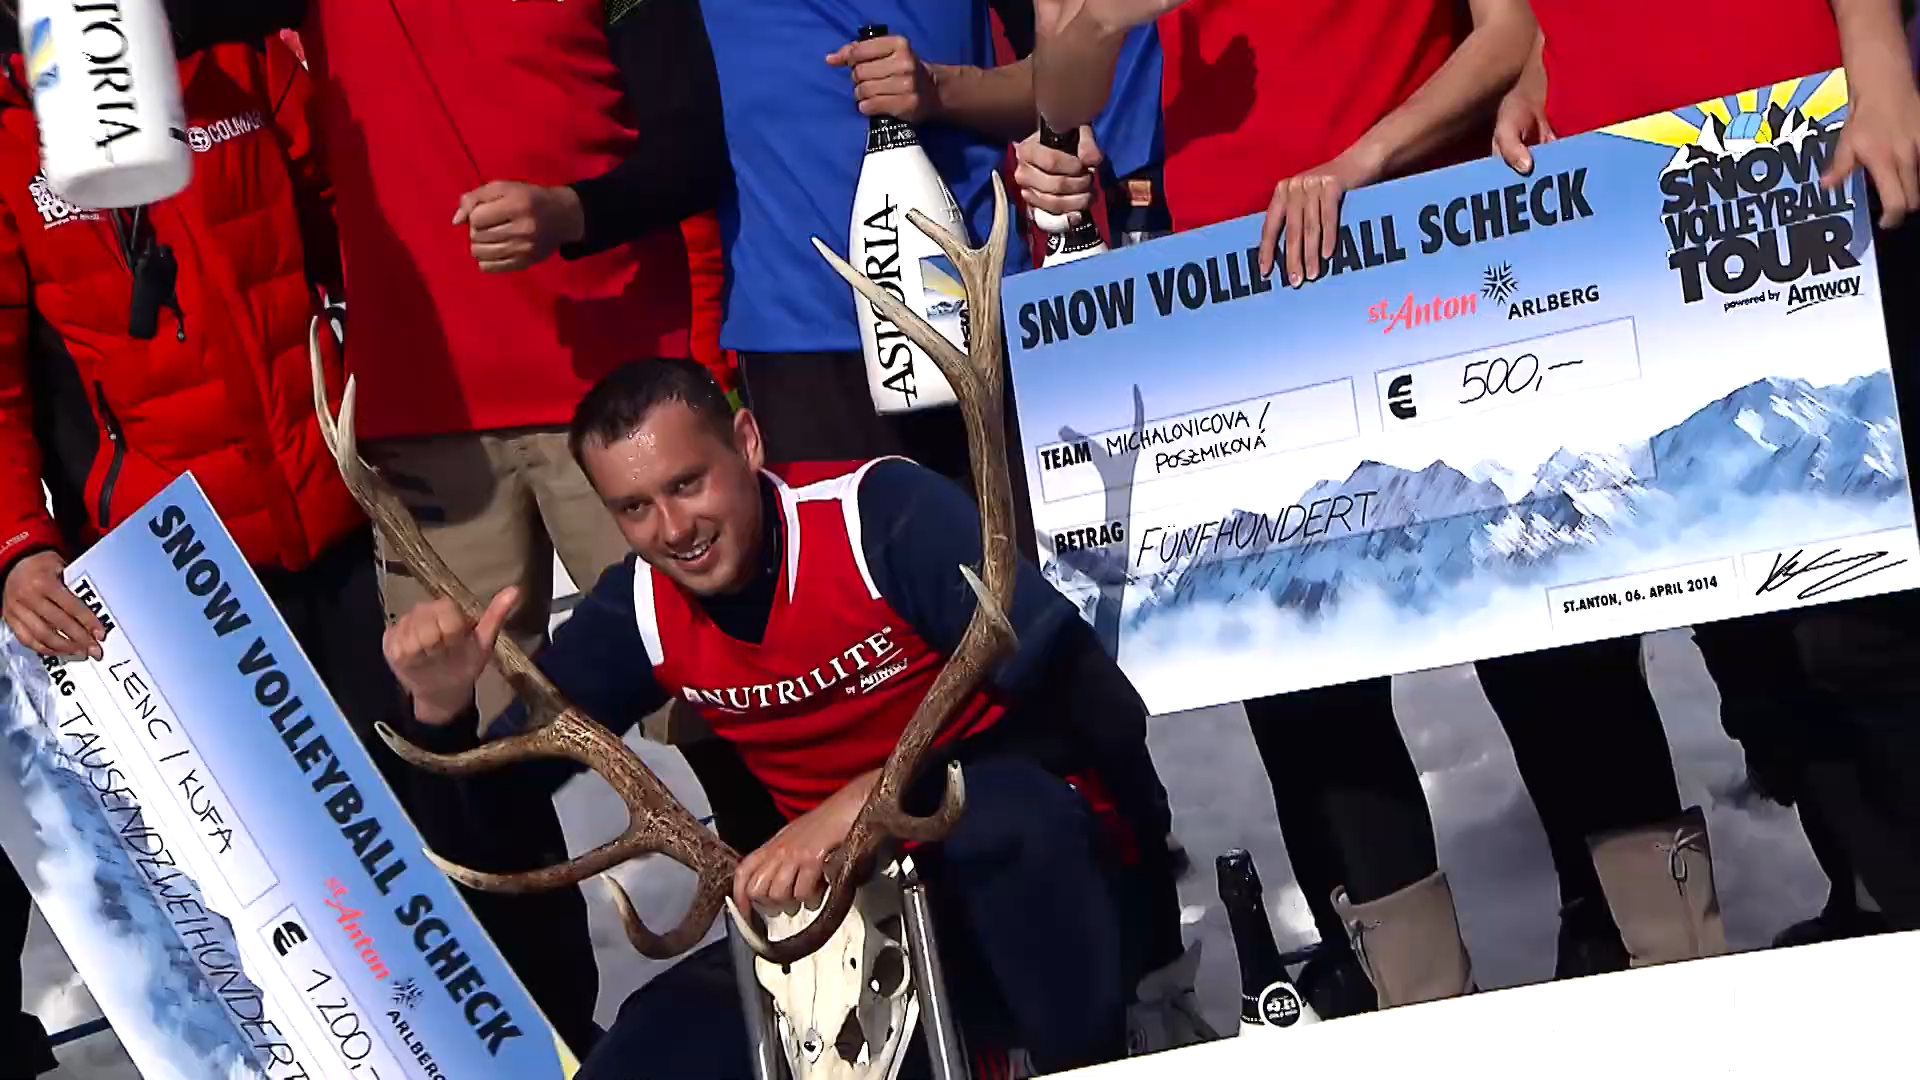 ASTORIA
COLMAR
SNOW VOLLEYBALL SCHECK
st.Anton
ARLBERG
SNOW
VOLLEYBALL
TOUR
powered by Amway
€ 500,–
TEAM MICHALOVICOVA /
POSZMIKOVÁ
BETRAG FÜNFHUNDERT
ST.ANTON, 06. APRIL 2014
ASTORIA
NUTRILITE™
by Amway
SNOW VOLLEYBALL SCHECK
TEAM LENC / KUFA
TAUSENDZWEIHUNDERT
€ 1.200,–
st.Anton
ARLBERG